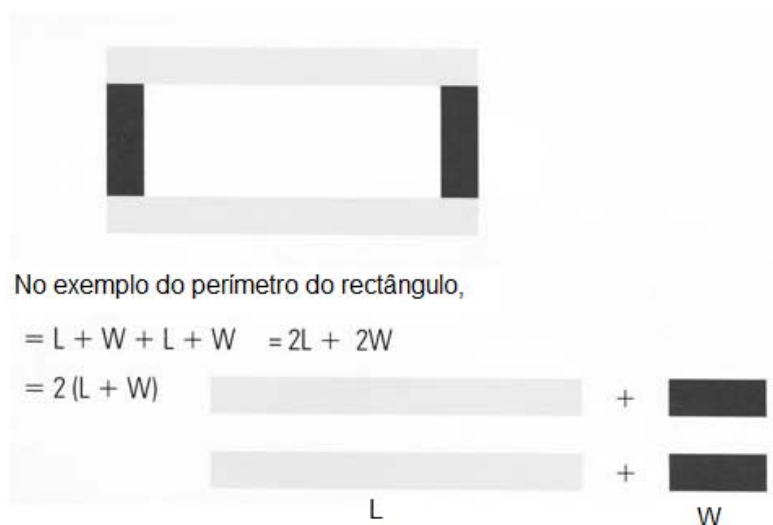 No exemplo do perímetro do rectângulo,
= L + W + L + W = 2L + 2W
= 2 (L + W)
+
+
L W